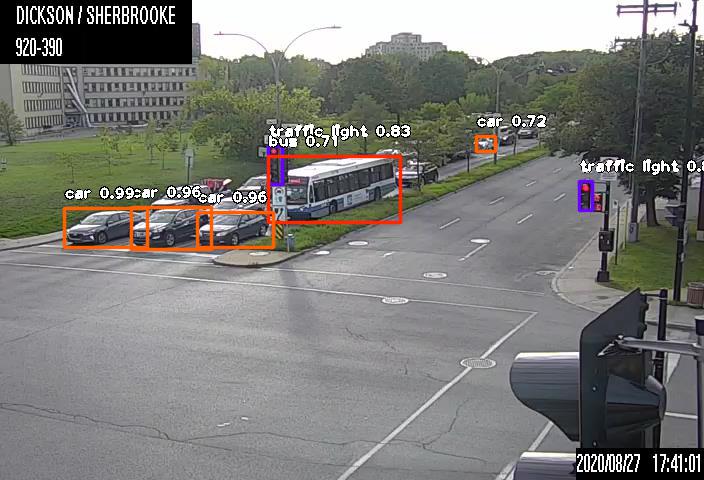 DICKSON / SHERBROOKE
920-390
car 0.72
traffic light 0.83
bus 0.71
traffic light 0.8
car 0.99
car 0.96
car 0.96
2020/08/27 17:41:01